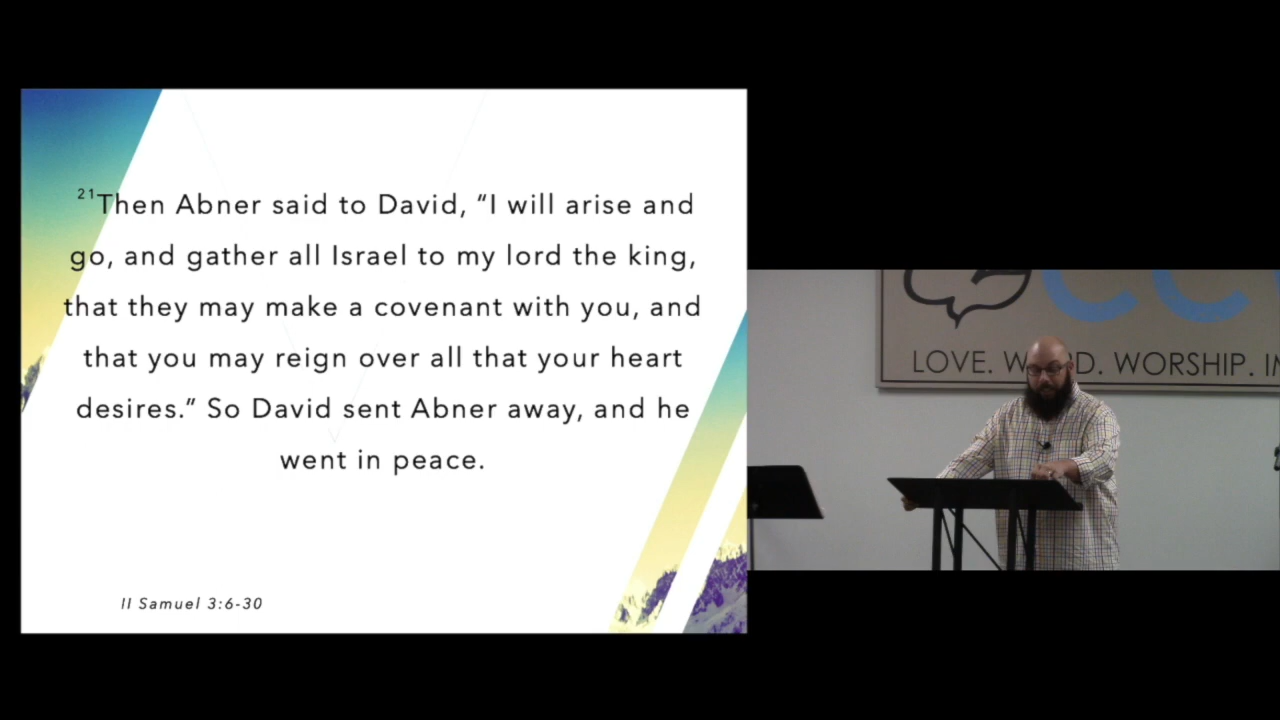 ²¹Then Abner said to David, “I will arise and
go, and gather all Israel to my lord the king,
that they may make a covenant with you, and
that you may reign over all that your heart
desires.” So David sent Abner away, and he
went in peace.
II Samuel 3:6-30
LOVE. WORSHIP.